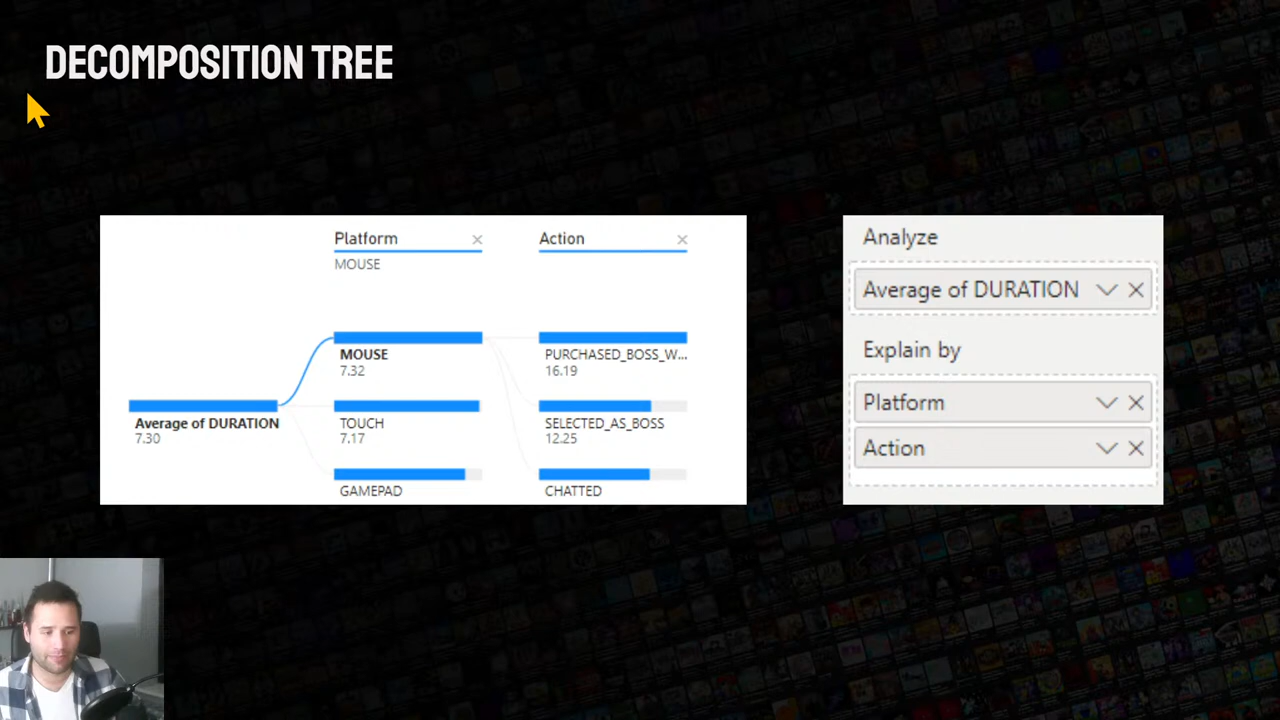 DECOMPOSITION TREE
Platform
MOUSE
Action
MOUSE
7.32
PURCHASED_BOSS_W...
16.19
Average of DURATION
7.30
TOUCH
7.17
SELECTED_AS_BOSS
12.25
GAMEPAD
CHATTED
Analyze
Average of DURATION
Explain by
Platform
Action